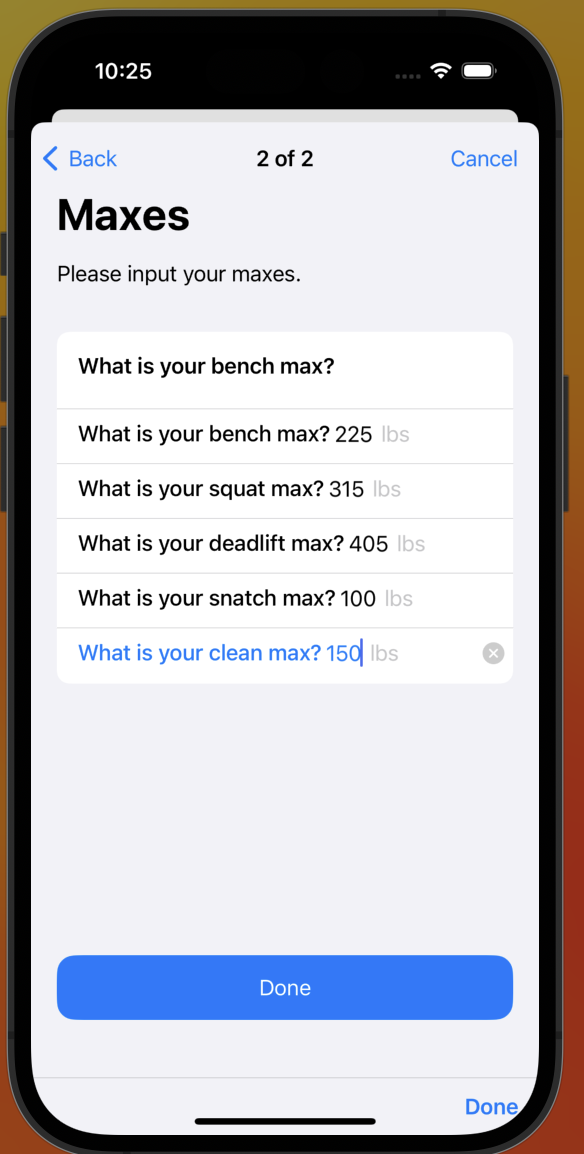 10:25
Back 2 of 2 Cancel
Maxes
Please input your maxes.
What is your bench max?
What is your bench max? 225 lbs
What is your squat max? 315 lbs
What is your deadlift max? 405 lbs
What is your snatch max? 100 lbs
What is your clean max? 150 lbs
Done
Done